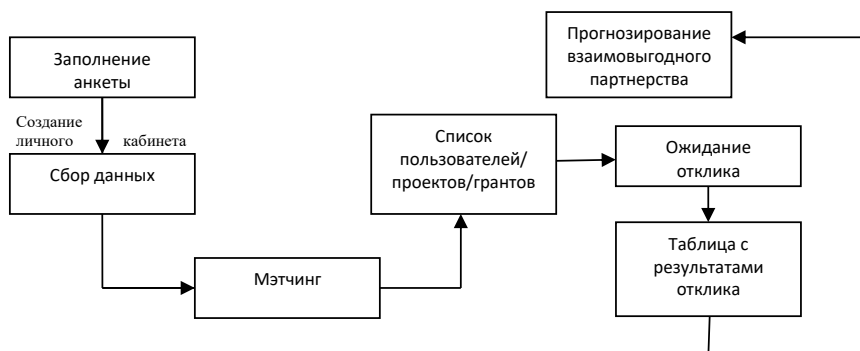 Заполнение
анкеты
Создание
личного кабинета
Сбор данных
Мэтчинг
Список
пользователей/
проектов/грантов
Ожидание
отклика
Таблица с
результатами
отклика
Прогнозирование
взаимовыгодного
партнерства